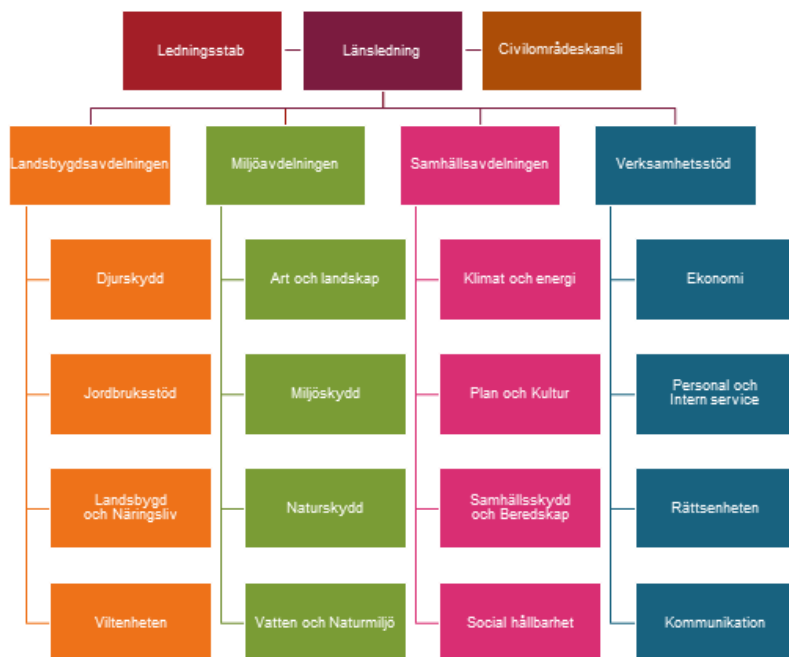 Ledningsstab
Länsledning
Civilområdeskansli
Landsbygdsavdelningen
Miljöavdelningen
Samhällsavdelningen
Verksamhetsstöd
Djurskydd
Art och landskap
Klimat och energi
Ekonomi
Jordbruksstöd
Miljöskydd
Plan och Kultur
Personal och
Intern service
Landsbygd
och Näringsliv
Naturskydd
Samhällsskydd
och Beredskap
Rättsenheten
Viltenheten
Vatten och Naturmiljö
Social hållbarhet
Kommunikation